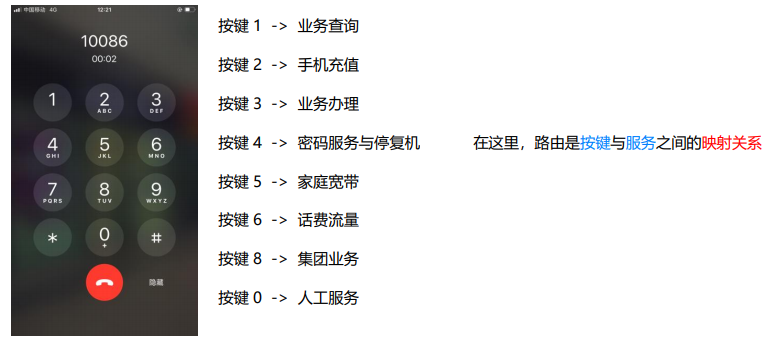 中国移动 4G 12:21
10086
00:02
1 2 ABC 3 DEF
4 GHI 5 JKL 6 MNO
7 PQRS 8 TUV 9 WXYZ
* 0 + #
隐藏
按键 1 -> 业务查询
按键 2 -> 手机充值
按键 3 -> 业务办理
按键 4 -> 密码服务与停复机 在这里，路由是按键与服务之间的映射关系
按键 5 -> 家庭宽带
按键 6 -> 话费流量
按键 8 -> 集团业务
按键 0 -> 人工服务